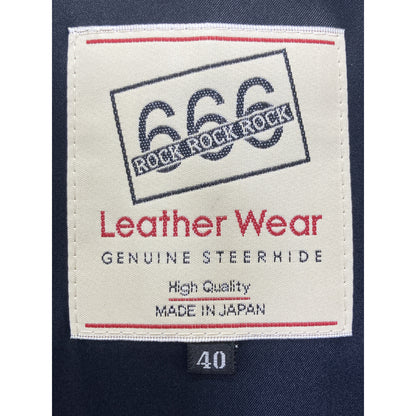 666
ROCK ROCK ROCK
Leather Wear
GENUINE STEERHIDE
High Quality
MADE IN JAPAN
40